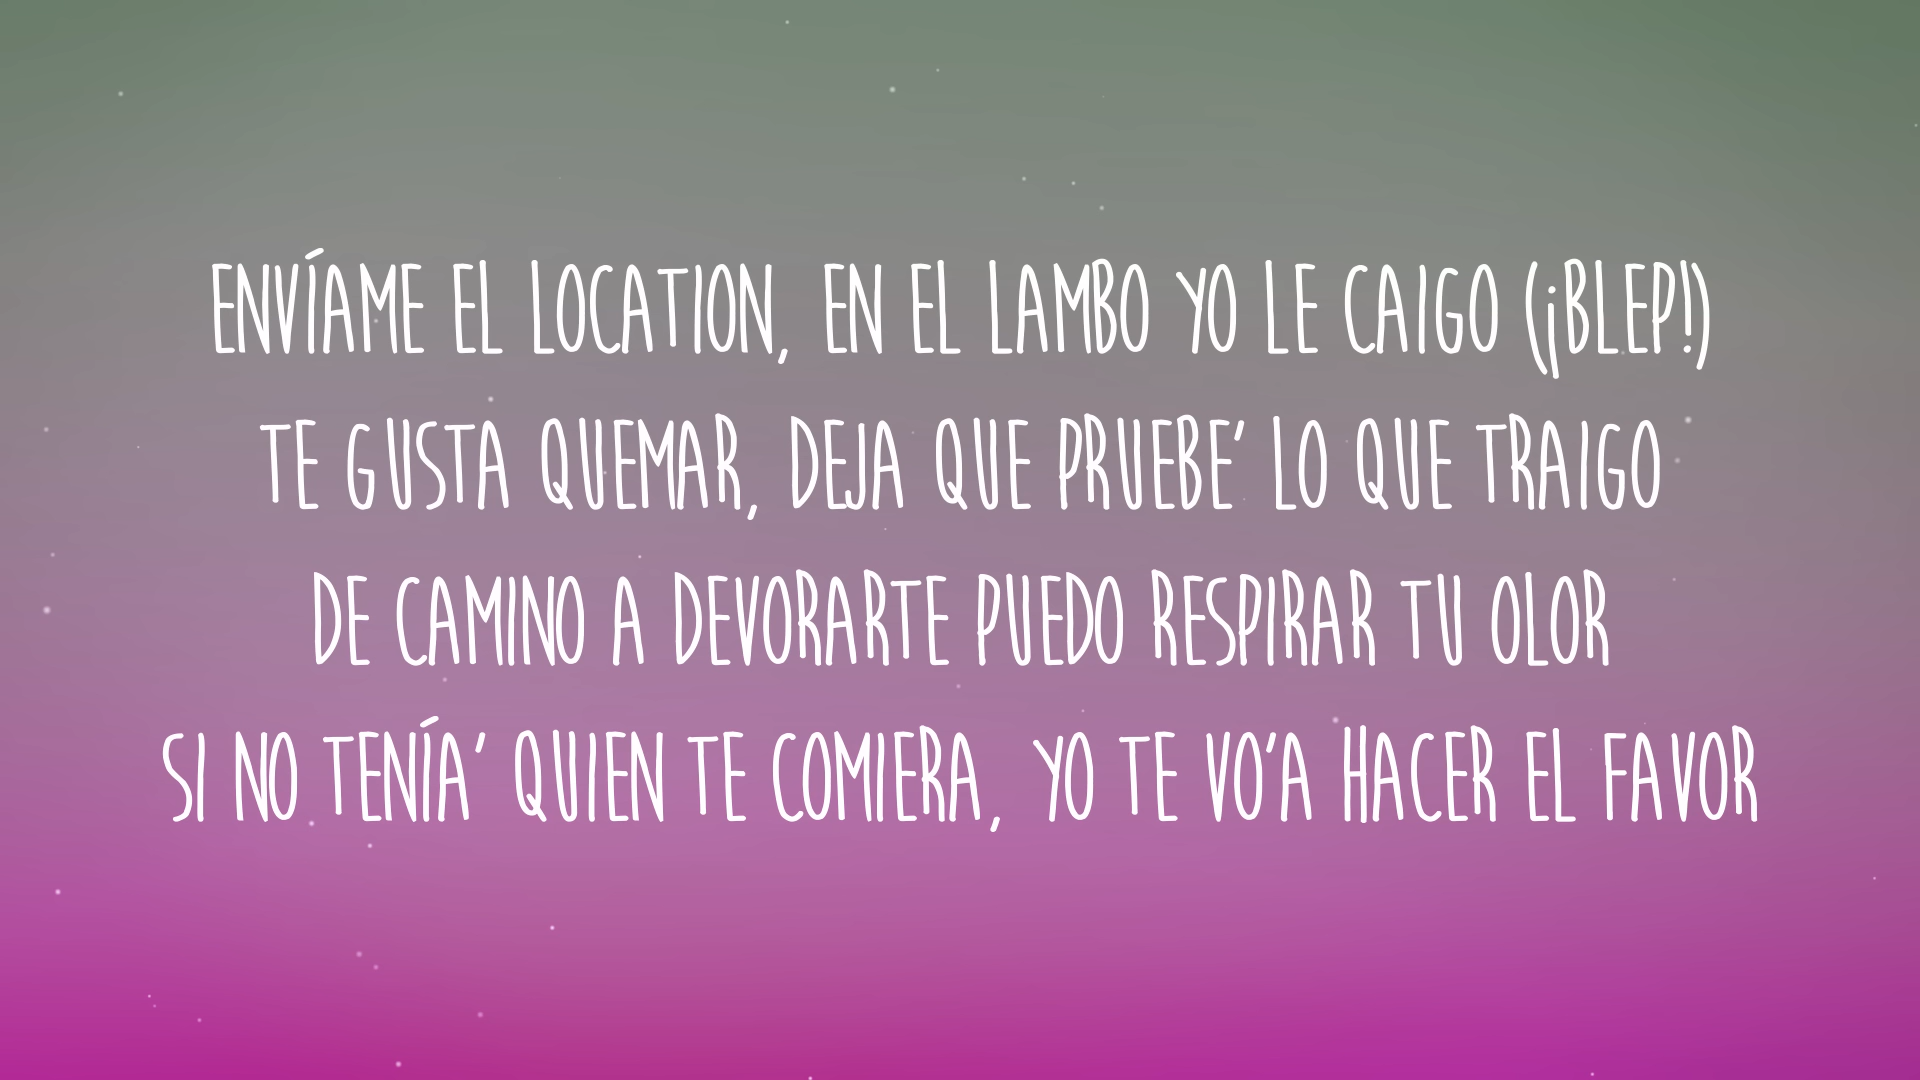 ENVÍAME EL LOCATION, EN EL LAMBO YO LE CAIGO (¡BLEP!)
TE GUSTA QUEMAR, DEJA QUE PRUEBE' LO QUE TRAIGO
DE CAMINO A DEVORARTE PUEDO RESPIRAR TU OLOR
SI NO TENÍA' QUIEN TE COMIERA, YO TE VO'A HACER EL FAVOR